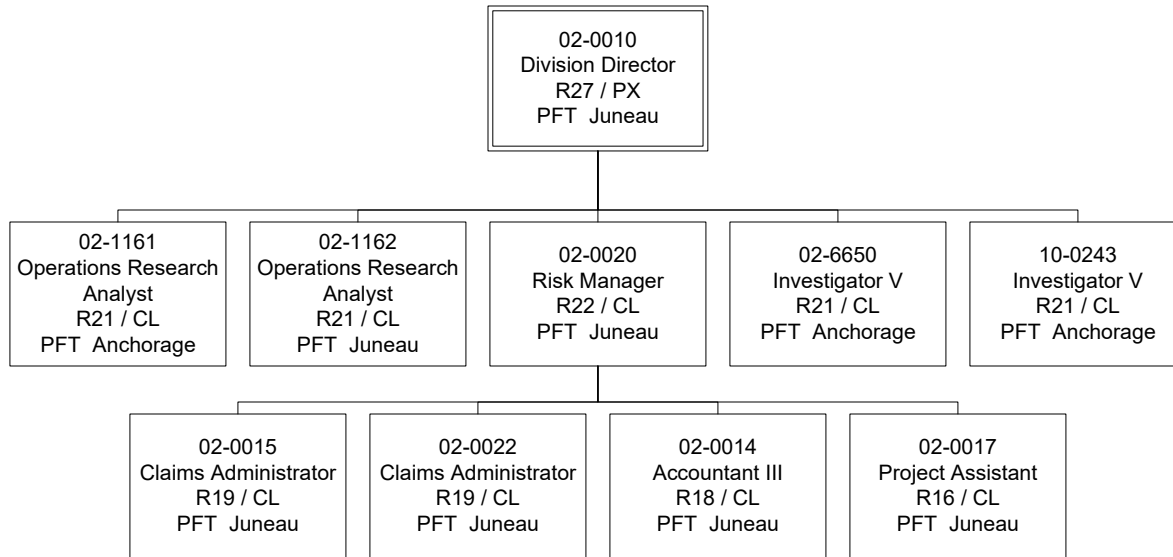 02-0010
Division Director
R27 / PX
PFT  Juneau
02-1161
Operations Research
Analyst
R21 / CL
PFT  Anchorage
02-1162
Operations Research
Analyst
R21 / CL
PFT  Juneau
02-0020
Risk Manager
R22 / CL
PFT  Juneau
02-6650
Investigator V
R21 / CL
PFT  Anchorage
10-0243
Investigator V
R21 / CL
PFT  Anchorage
02-0015
Claims Administrator
R19 / CL
PFT  Juneau
02-0022
Claims Administrator
R19 / CL
PFT  Juneau
02-0014
Accountant III
R18 / CL
PFT  Juneau
02-0017
Project Assistant
R16 / CL
PFT  Juneau